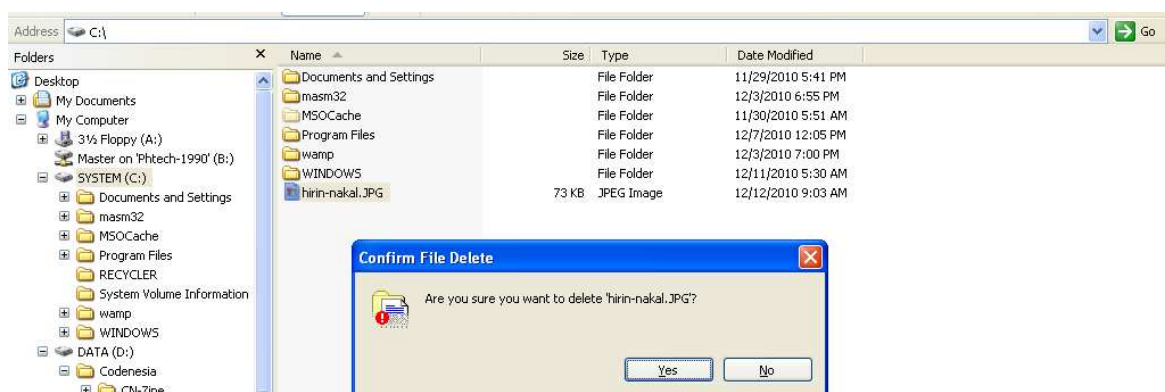 Address C:\ Go
Folders X Name Size Type Date Modified
Desktop
My Documents
My Computer
3½ Floppy (A:)
Master on 'Phtech-1990' (B:)
SYSTEM (C:)
Documents and Settings
masm32
MSOCache
Program Files
RECYCLER
System Volume Information
wamp
WINDOWS
DATA (D:)
Codenesia
CN-Zine
Documents and Settings File Folder 11/29/2010 5:41 PM
masm32 File Folder 12/3/2010 6:55 PM
MSOCache File Folder 11/30/2010 5:51 AM
Program Files File Folder 12/7/2010 12:05 PM
wamp File Folder 12/3/2010 7:00 PM
WINDOWS File Folder 12/11/2010 5:30 AM
hirin-nakal.JPG 73 KB JPEG Image 12/12/2010 9:03 AM
Confirm File Delete
Are you sure you want to delete 'hirin-nakal.JPG'?
Yes No